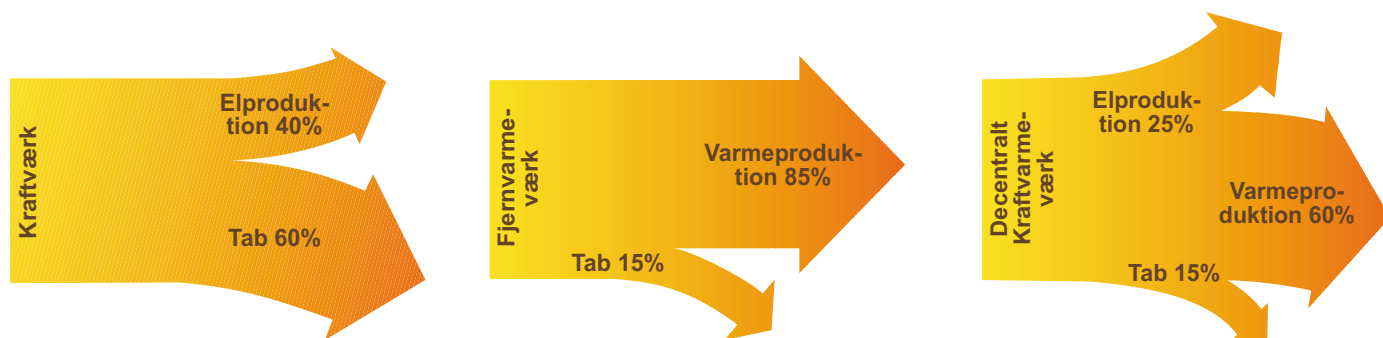 Kraftværk
Elproduk-
tion 40%
Tab 60%
Fjernvarme-
værk
Varmeproduk-
tion 85%
Tab 15%
Decentralt
Kraftvarme-
værk
Elproduk-
tion 25%
Varmepro-
duktion 60%
Tab 15%